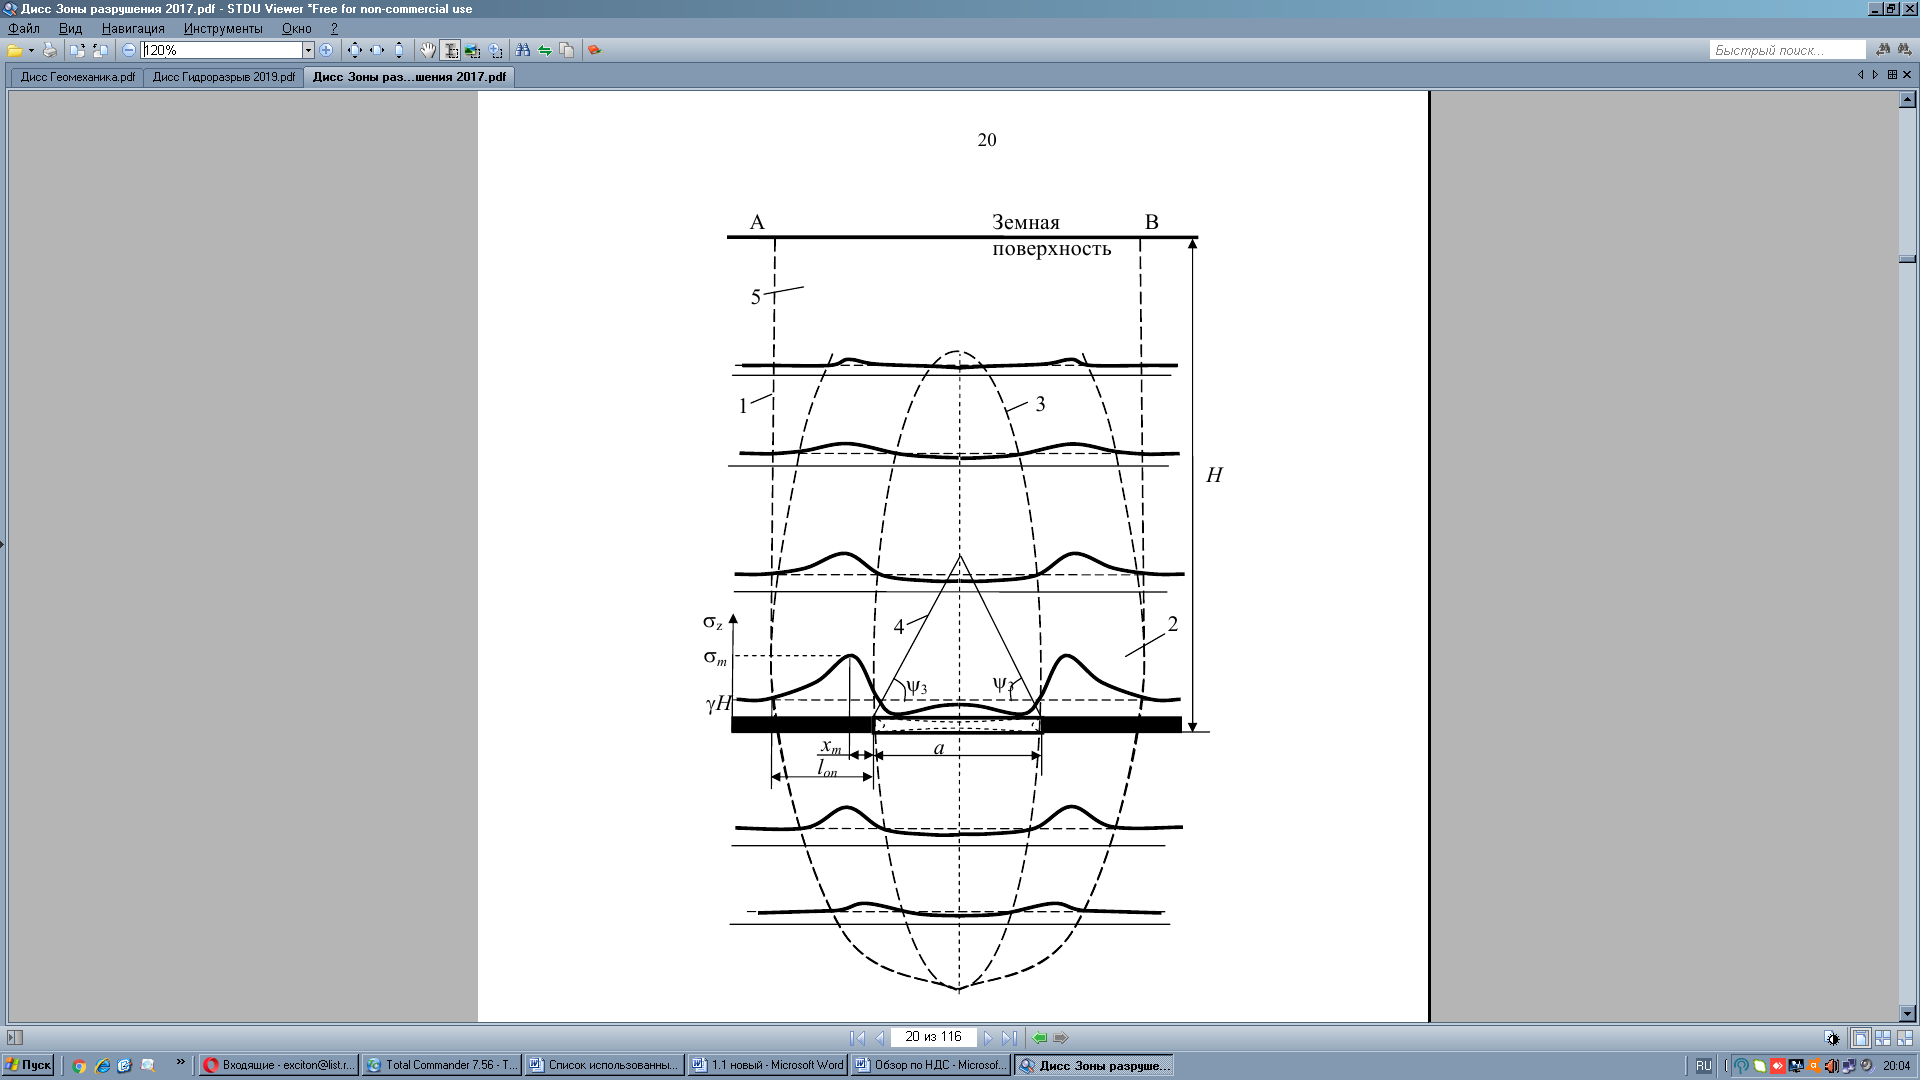 Дисс Зоны разрушения 2017.pdf - STDU Viewer *Free for non-commercial use
Файл Вид Навигация Инструменты Окно ?
120%
Быстрый поиск...
Дисс Геомеханика.pdf Дисс Гидроразрыв 2019.pdf Дисс Зоны раз...шения 2017.pdf
20
A Земная B
поверхность
5
1 3
H
σz 4 2
σm
ψ3 ψ3
γH
xm a
lоп
20 из 116
Пуск » Входящие - exciton@list.r... Total Commander 7.56 - T... Список использованны... 1.1 новый - Microsoft Word Обзор по НДС - Microsof... Дисс Зоны разруше... RU 20:04